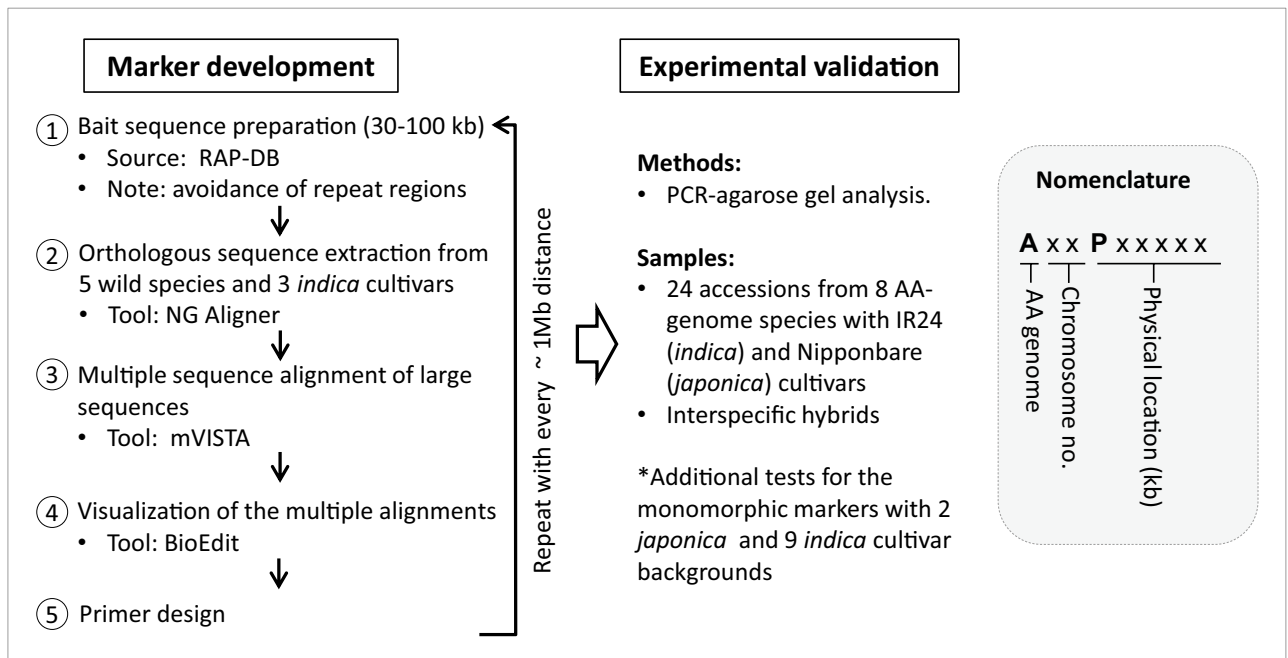 Marker development
① Bait sequence preparation (30-100 kb)
• Source: RAP-DB
• Note: avoidance of repeat regions
② Orthologous sequence extraction from
5 wild species and 3 indica cultivars
• Tool: NG Aligner
③ Multiple sequence alignment of large
sequences
• Tool: mVISTA
④ Visualization of the multiple alignments
• Tool: BioEdit
⑤ Primer design
Repeat with every ~ 1Mb distance
Experimental validation
Methods:
• PCR-agarose gel analysis.
Samples:
• 24 accessions from 8 AA-
genome species with IR24
(indica) and Nipponbare
(japonica) cultivars
• Interspecific hybrids
*Additional tests for the
monomorphic markers with 2
japonica and 9 indica cultivar
backgrounds
Nomenclature
A x x P x x x x x
AA genome
Chromosome no.
Physical location (kb)